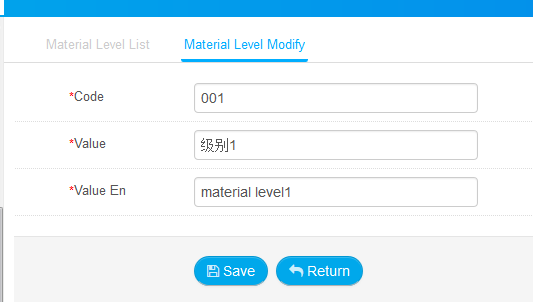 Material Level List Material Level Modify
*Code 001
*Value 级别1
*Value En material level1
Save Return